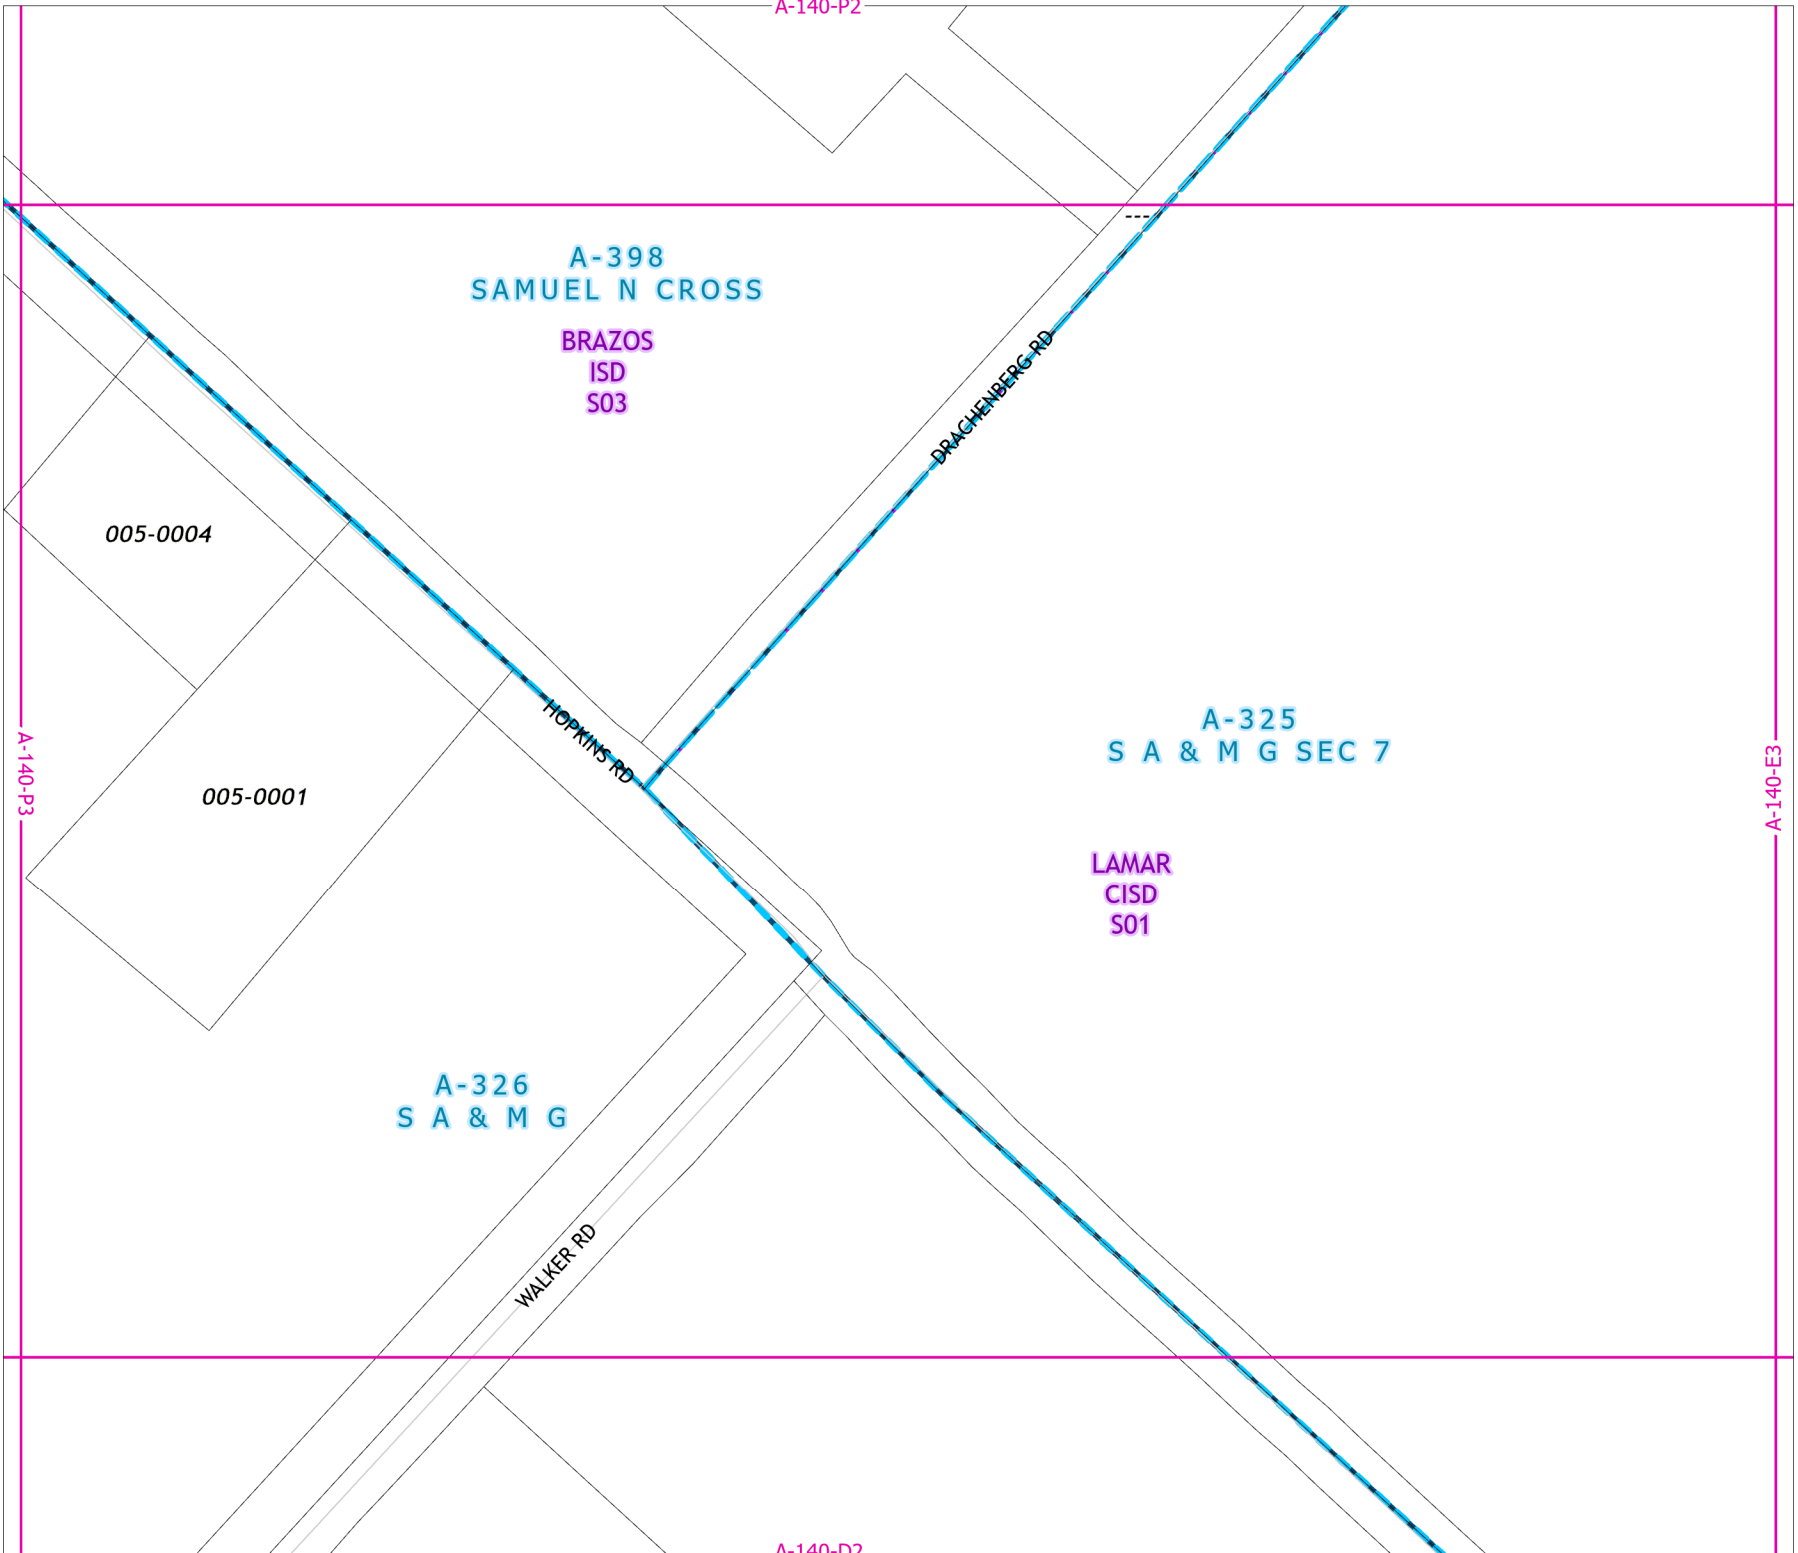 A-140-P2
A-398
SAMUEL N CROSS
BRAZOS
ISD
S03
DRACHENBERG RD
005-0004
HOPKINS RD
A-325
S A & M G SEC 7
A-140-P3
A-140-E3
005-0001
LAMAR
CISD
S01
A-326
S A & M G
WALKER RD
A-140-D2